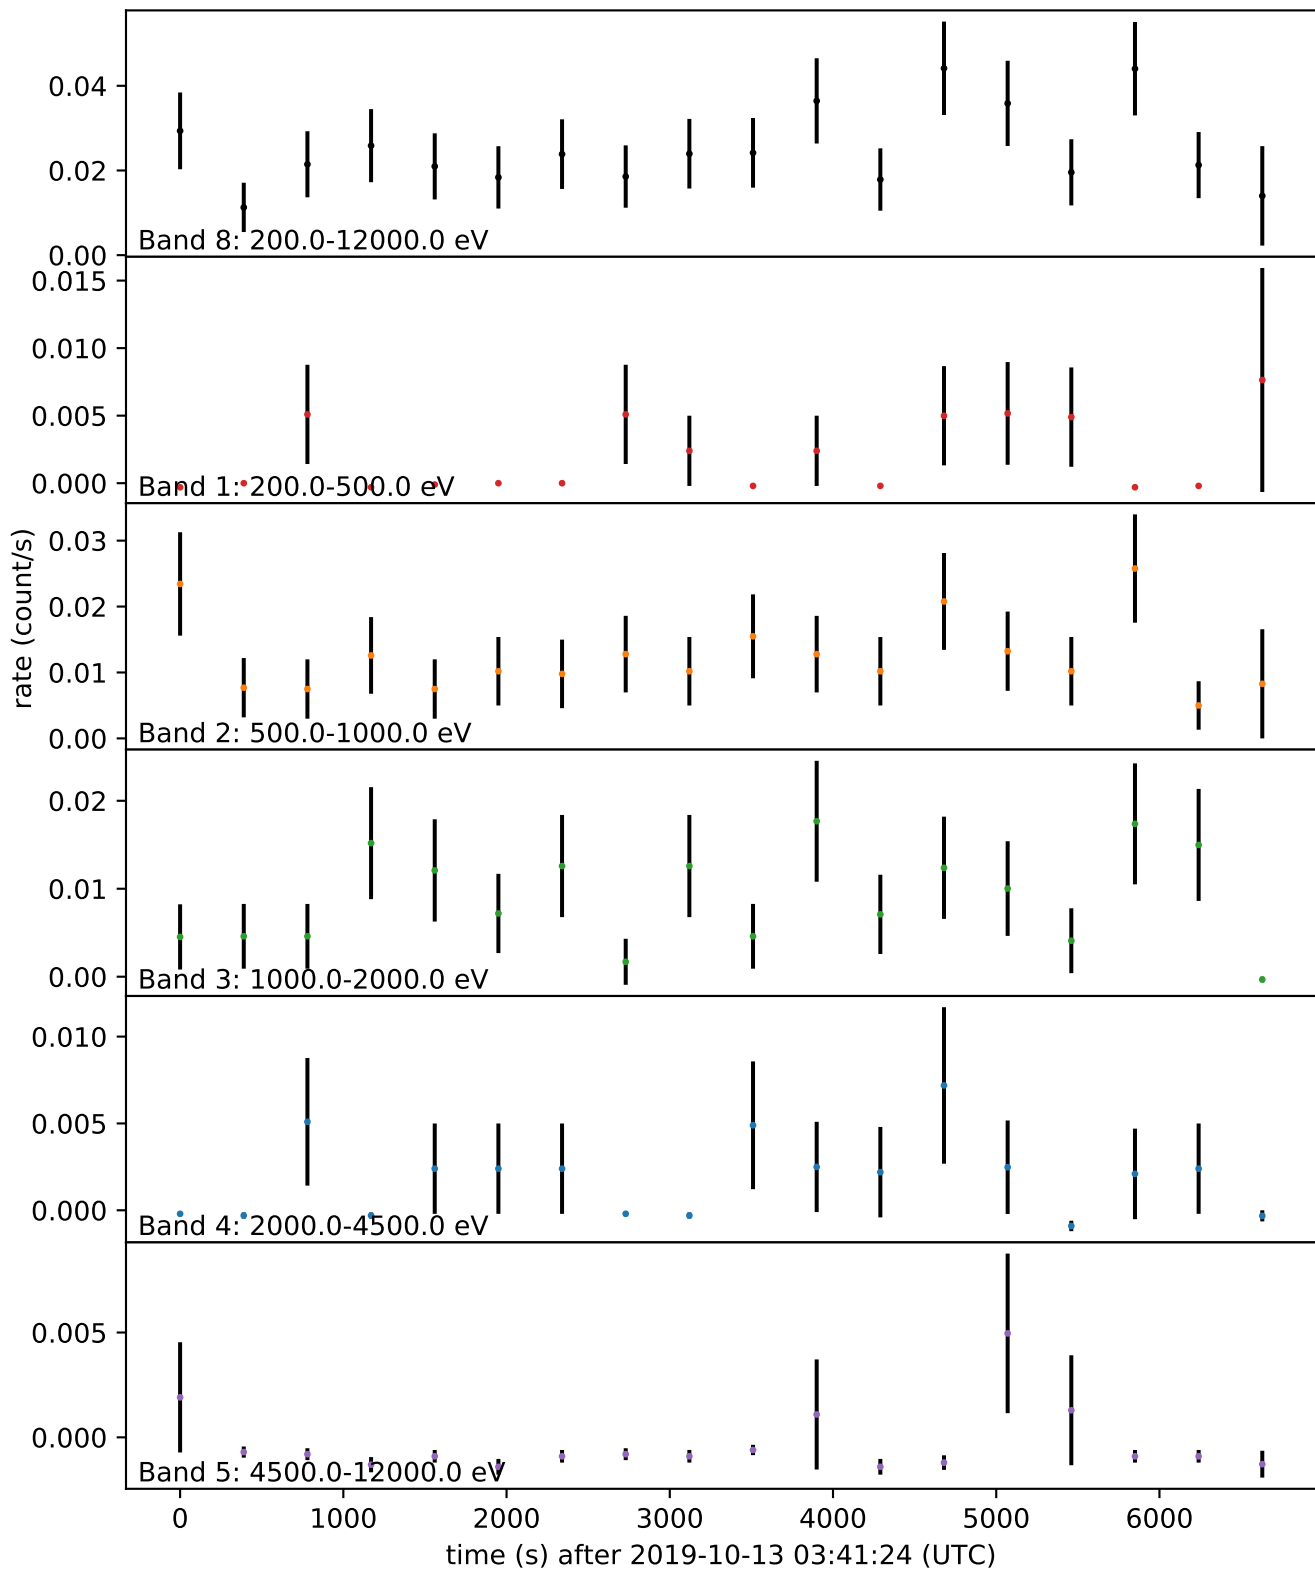 0.04
0.02
0.00
Band 8: 200.0-12000.0 eV
0.015
0.010
0.005
0.000
Band 1: 200.0-500.0 eV
rate (count/s)
0.03
0.02
0.01
0.00
Band 2: 500.0-1000.0 eV
0.02
0.01
0.00
Band 3: 1000.0-2000.0 eV
0.010
0.005
0.000
Band 4: 2000.0-4500.0 eV
0.005
0.000
Band 5: 4500.0-12000.0 eV
0 1000 2000 3000 4000 5000 6000
time (s) after 2019-10-13 03:41:24 (UTC)